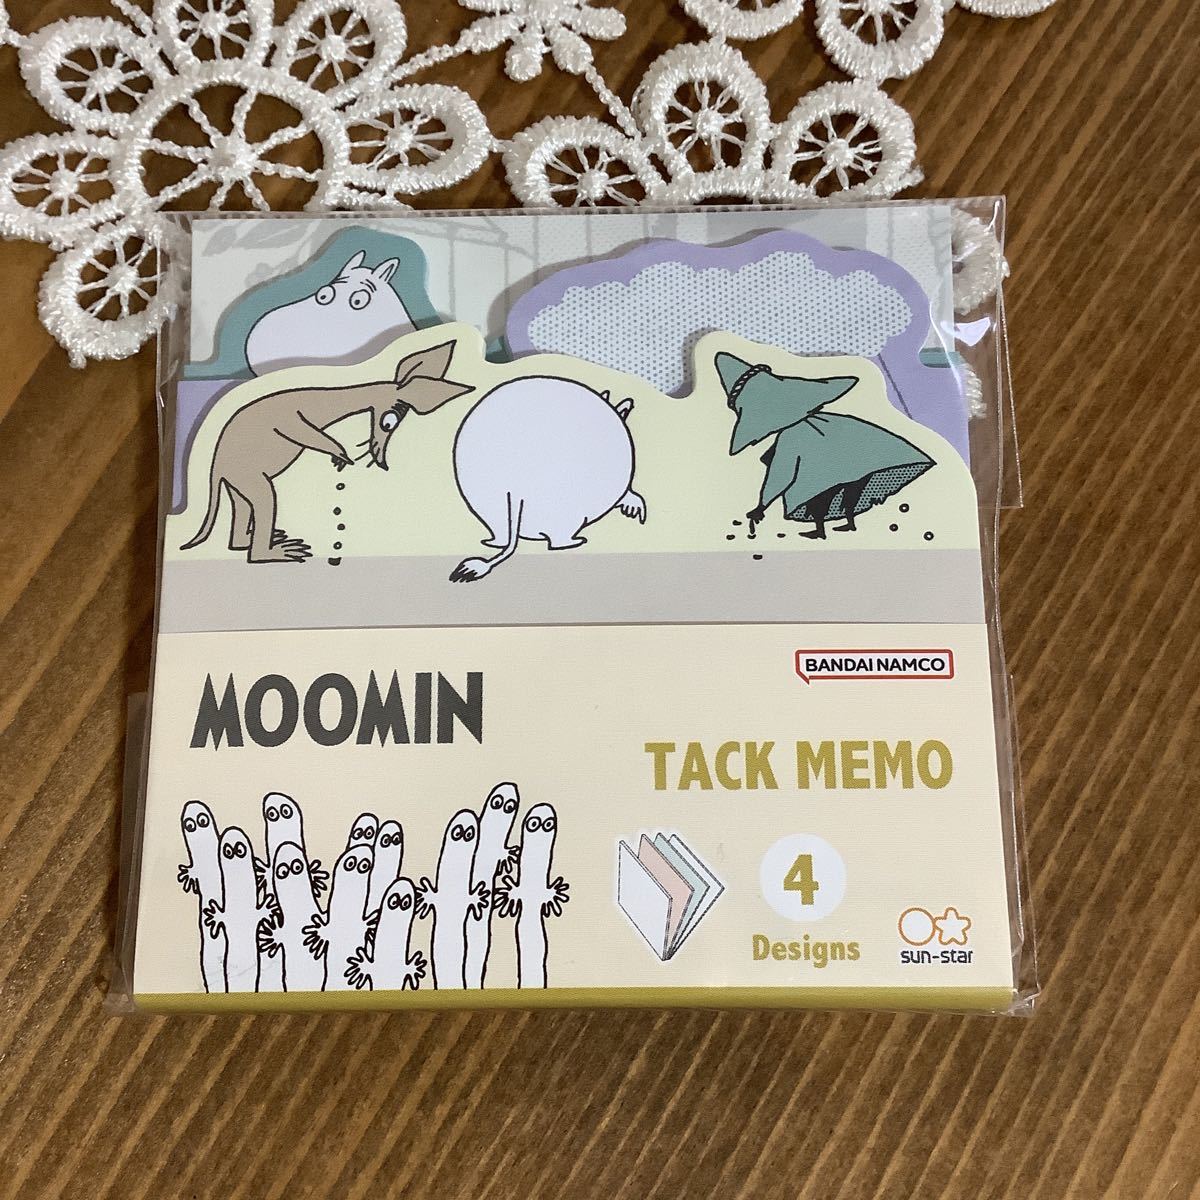 BANDAI NAMCO
MOOMIN
TACK MEMO
4
Designs
sun-star